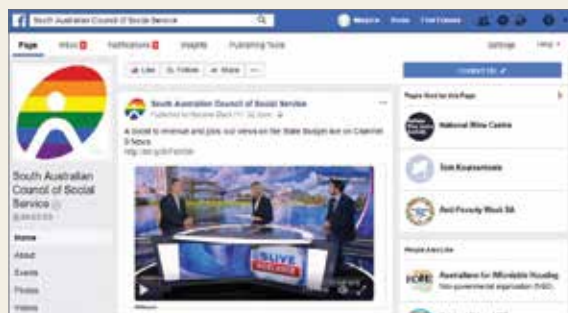 South Australian Council of Social Service
Page
Inbox
Notifications
Insights
Publishing Tools
Settings
Help
Like
Follow
Share
South Australian Council of Social Service
A boost to revenue and jobs: our views on the State Budget live on Channel
9 News
LIVE
ADELAIDE
South Australian
Council of Social
Service
Home
About
Events
Photos
Videos
Pages liked by this Page
National Wine Centre
Tom Koutsantonis
Anti-Poverty Week SA
People Also Like
Australians for Affordable Housing
Non-governmental organisation (NGO)